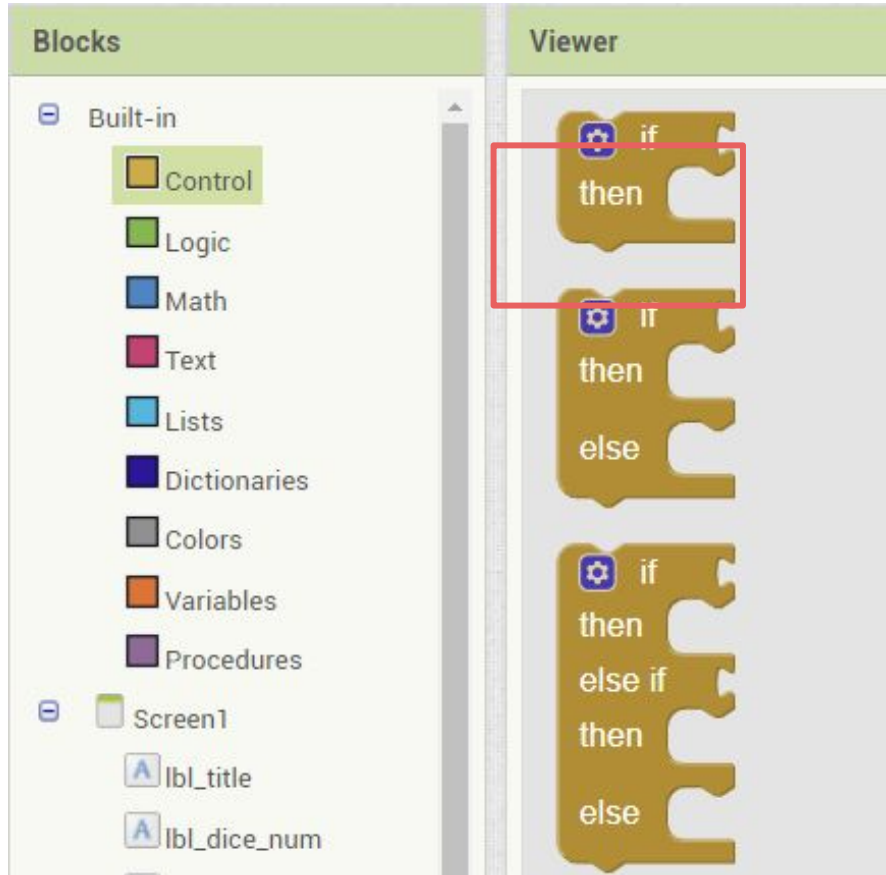 Blocks
Built-in
Control
Logic
Math
Text
Lists
Dictionaries
Colors
Variables
Procedures
Screen1
lbl_title
lbl_dice_num
Viewer
if
then
if
then
else
if
then
else if
then
else